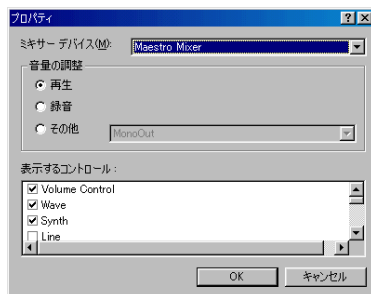 プロパティ
ミキサー デバイス(M): Maestro Mixer
音量の調整
再生
録音
その他 MonoOut
表示するコントロール:
Volume Control
Wave
Synth
Line
OK キャンセル